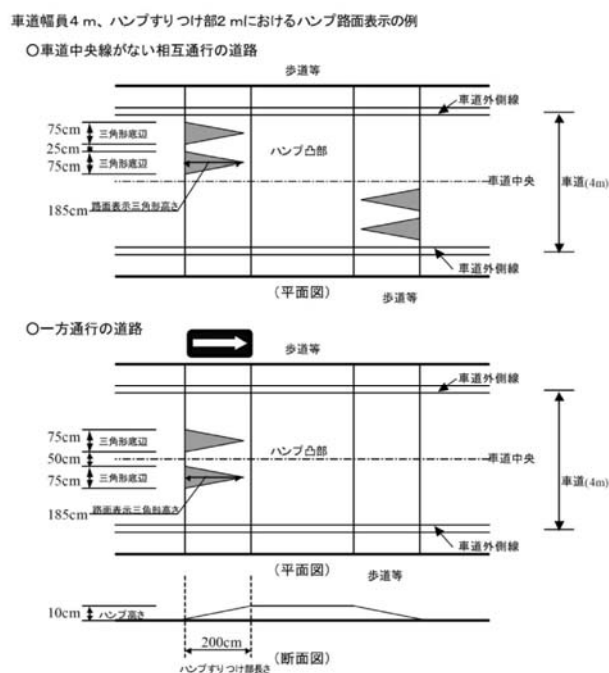 車道幅員4 m、ハンプすりつけ部2 mにおけるハンプ路面表示の例
〇車道中央線がない相互通行の道路
歩道等
車道外側線
75cm
三角形底辺
25cm
ハンプ凸部
75cm
三角形底辺
車道中央
車道(4m)
185cm
路面表示三角形高さ
車道外側線
(平面図)
歩道等
〇一方通行の道路
歩道等
車道外側線
75cm
三角形底辺
50cm
ハンプ凸部
車道中央
75cm
三角形底辺
車道(4m)
185cm
路面表示三角形高さ
車道外側線
(平面図)
歩道等
10cm
ハンプ高さ
200cm
(断面図)
ハンプすりつけ部長さ